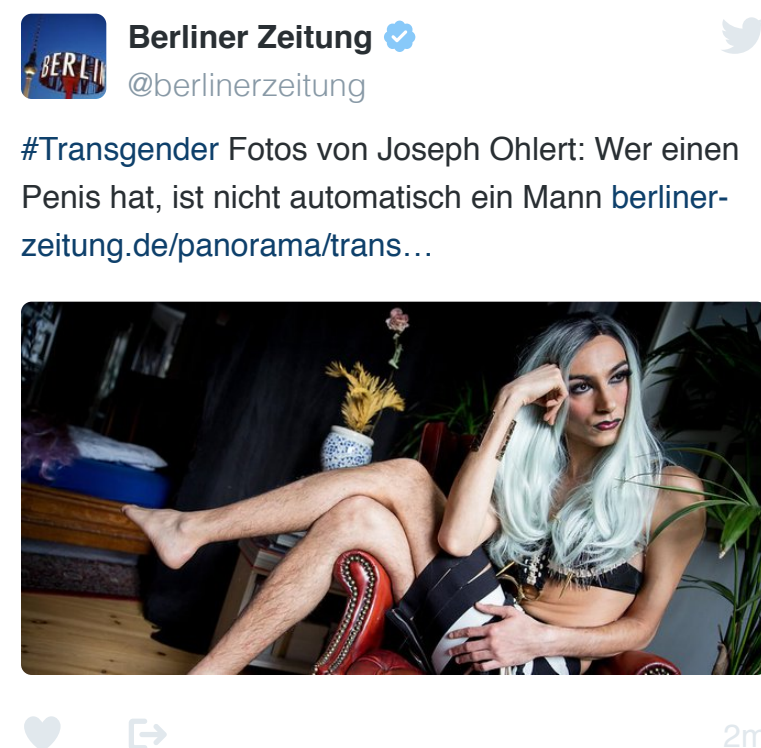 Berliner Zeitung
@berlinerzeitung
#Transgender Fotos von Joseph Ohlert: Wer einen
Penis hat, ist nicht automatisch ein Mann berliner-
zeitung.de/panorama/trans…
BERLIN
2m